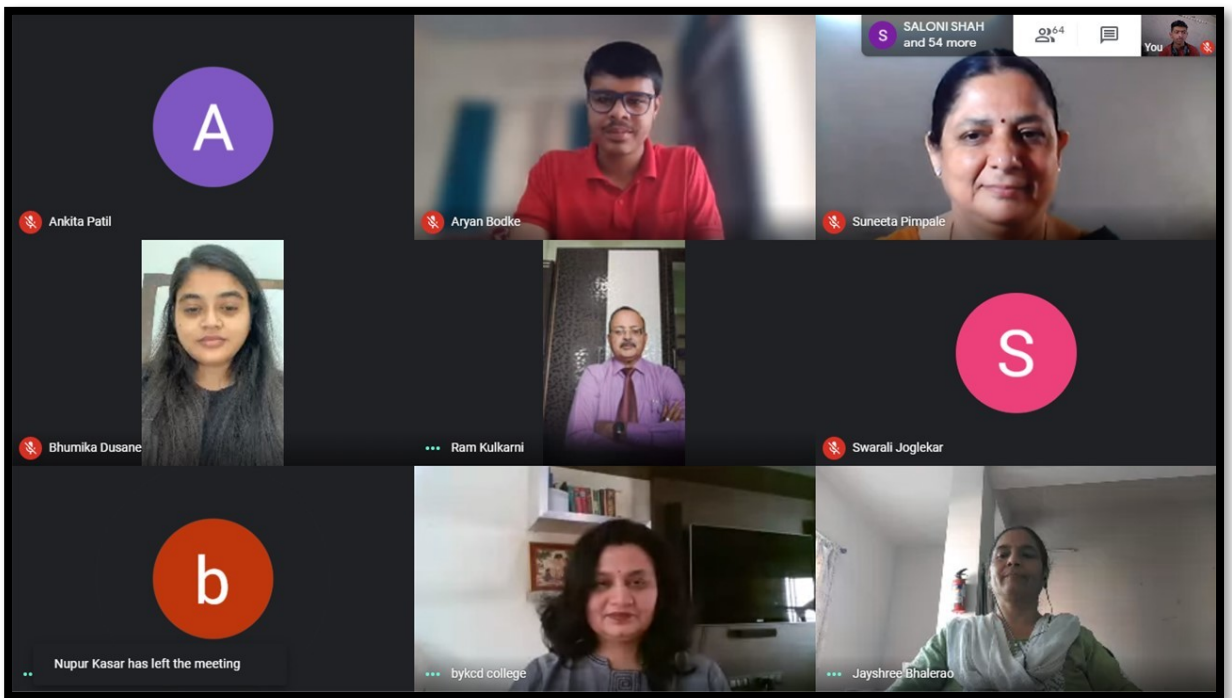 A
Ankita Patil
Aryan Bodke
S
SALONI SHAH
and 54 more
64
You
Suneeta Pimpale
Bhumika Dusane
Ram Kulkarni
S
Swarali Joglekar
b
Nupur Kasar has left the meeting
bykcd college
Jayshree Bhalerao